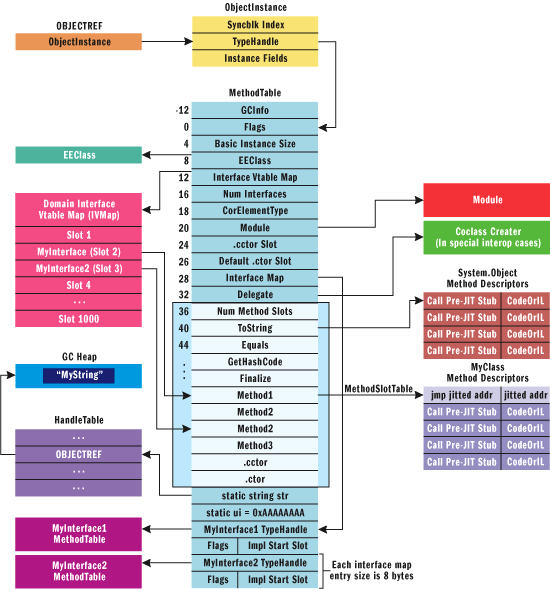 ObjectInstance
OBJECTREF
Syncblk Index
ObjectInstance
TypeHandle
Instance Fields
MethodTable
-12 GCInfo
0 Flags
4 Basic Instance Size
EEClass
8 EEClass
12 Interface Vtable Map
Domain Interface
Vtable Map (IVMap)
Slot 1
MyInterface (Slot 2)
MyInterface2 (Slot 3)
Slot 4
...
Slot 1000
16 Num Interfaces
18 CorElementType
20 Module
24 .cctor Slot
26 Default .ctor Slot
28 Interface Map
32 Delegate
Module
Coclass Creater
(In special interop cases)
36 Num Method Slots
40 ToString
44 Equals
GetHashCode
Finalize
Method1
Method2
Method2
Method3
.cctor
.ctor
System.Object
Method Descriptors
Call Pre-JIT Stub CodeOrIL
Call Pre-JIT Stub CodeOrIL
Call Pre-JIT Stub CodeOrIL
Call Pre-JIT Stub CodeOrIL
MyClass
Method Descriptors
MethodSlotTable
jmp jitted addr jitted addr
Call Pre-JIT Stub CodeOrIL
Call Pre-JIT Stub CodeOrIL
Call Pre-JIT Stub CodeOrIL
Call Pre-JIT Stub CodeOrIL
GC Heap
“MyString”
HandleTable
...
OBJECTREF
...
...
static string str
static ui = 0xAAAAAAAA
MyInterface1 TypeHandle
Flags Impl Start Slot
MyInterface2 TypeHandle
Flags Impl Start Slot
MyInterface1
MethodTable
MyInterface2
MethodTable
Each interface map
entry size is 8 bytes